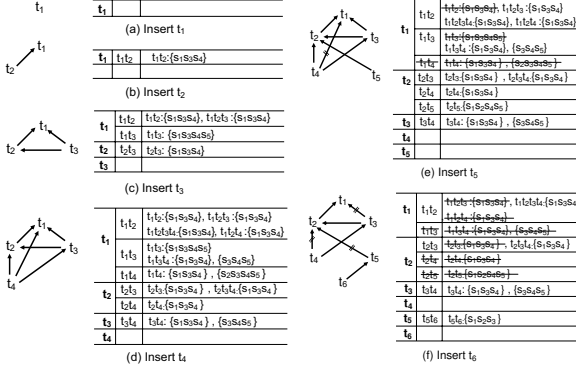 t₁
t₁
(a) Insert t₁
t₁
t₂
t₁ t₁t₂ t₁t₂:{s₁s₃s₄}
(b) Insert t₂
t₁
t₂ t₃
t₁ t₁t₂ t₁t₂:{s₁s₃s₄}, t₁t₂t₃ :{s₁s₃s₄}
t₁t₃ t₁t₃: {s₁s₃s₄s₅}
t₂ t₂t₃ t₂t₃: {s₁s₃s₄}
t₃
(c) Insert t₃
t₁
t₂ t₃
t₄
t₁ t₁t₂ t₁t₂:{s₁s₃s₄}, t₁t₂t₃ :{s₁s₃s₄}
t₁t₂t₃t₄:{s₁s₃s₄}, t₁t₂t₄ :{s₁s₃s₄}
t₁t₃ t₁t₃:{s₁s₃s₄s₅}
t₁t₃t₄ :{s₁s₃s₄}, {s₃s₄s₅}
t₁t₄ t₁t₄: {s₁s₃s₄} , {s₂s₃s₄s₅}
t₂ t₂t₃ t₂t₃:{s₁s₃s₄} , t₂t₃t₄:{s₁s₃s₄}
t₂t₄ t₂t₄:{s₁s₃s₄}
t₃ t₃t₄ t₃t₄: {s₁s₃s₄} , {s₃s₄s₅}
t₄
(d) Insert t₄
t₁
t₂ t₃
t₄ t₅
t₁ t₁t₂ t₁t₂:{s₁s₃s₄}, t₁t₂t₃ :{s₁s₃s₄}
t₁t₂t₃t₄:{s₁s₃s₄}, t₁t₂t₄ :{s₁s₃s₄}
t₁t₃ t₁t₃:{s₁s₃s₄s₅}
t₁t₃t₄ :{s₁s₃s₄}, {s₃s₄s₅}
t₁t₄ t₁t₄: {s₁s₃s₄} , {s₂s₃s₄s₅}
t₂ t₂t₃ t₂t₃:{s₁s₃s₄} , t₂t₃t₄:{s₁s₃s₄}
t₂t₄ t₂t₄:{s₁s₃s₄}
t₂t₅ t₂t₅:{s₁s₂s₄s₅}
t₃ t₃t₄ t₃t₄: {s₁s₃s₄} , {s₃s₄s₅}
t₄
t₅
(e) Insert t₅
t₁
t₂ t₃
t₄ t₅
t₆
t₁ t₁t₂ t₁t₂t₃:{s₁s₃s₄}, t₁t₂t₃t₄:{s₁s₃s₄}
t₁t₂t₄ :{s₁s₃s₄}
t₁t₃ t₁t₃t₄ :{s₁s₃s₄}, {s₃s₄s₅}
t₂ t₂t₃ t₂t₃:{s₁s₃s₄} , t₂t₃t₄:{s₁s₃s₄}
t₂t₄ t₂t₄:{s₁s₃s₄}
t₂t₅ t₂t₅:{s₁s₂s₄s₅}
t₃ t₃t₄ t₃t₄: {s₁s₃s₄} , {s₃s₄s₅}
t₄
t₅ t₅t₆ t₅t₆:{s₁s₂s₃}
t₆
(f) Insert t₆